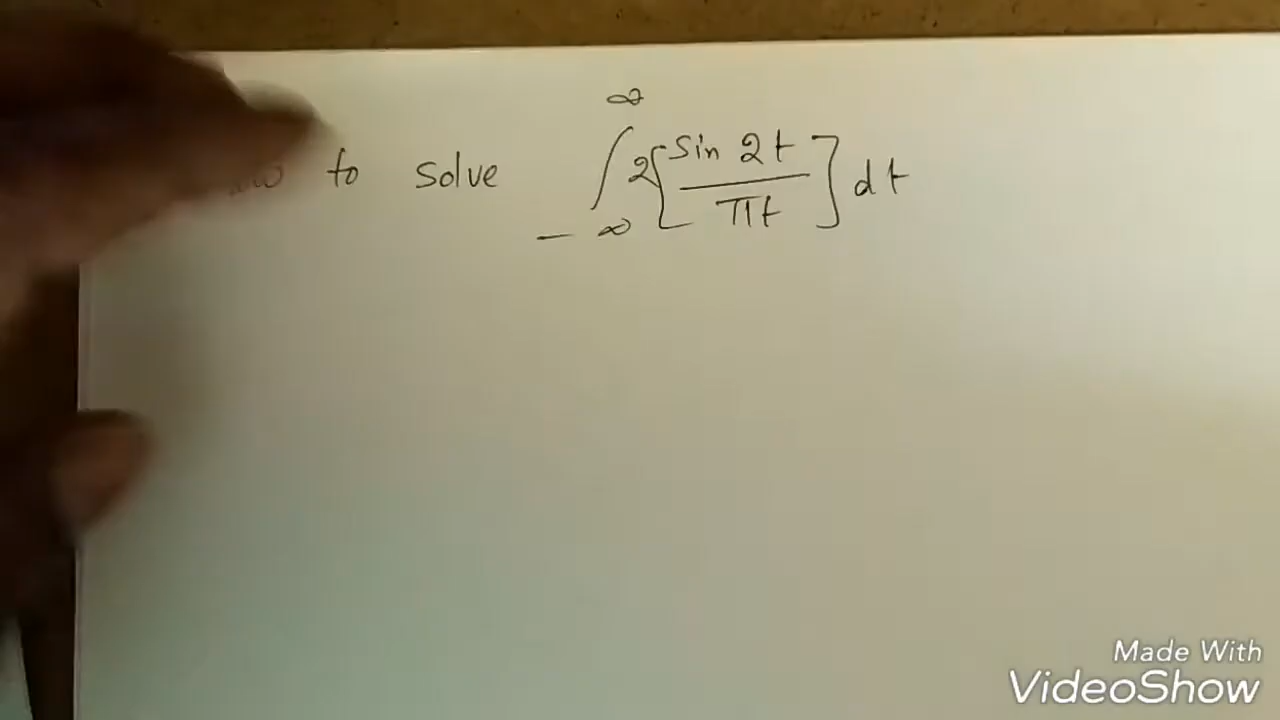 to solve ∫_{-∞}^{∞} 2[sin 2t / πt] dt
Made With
VideoShow